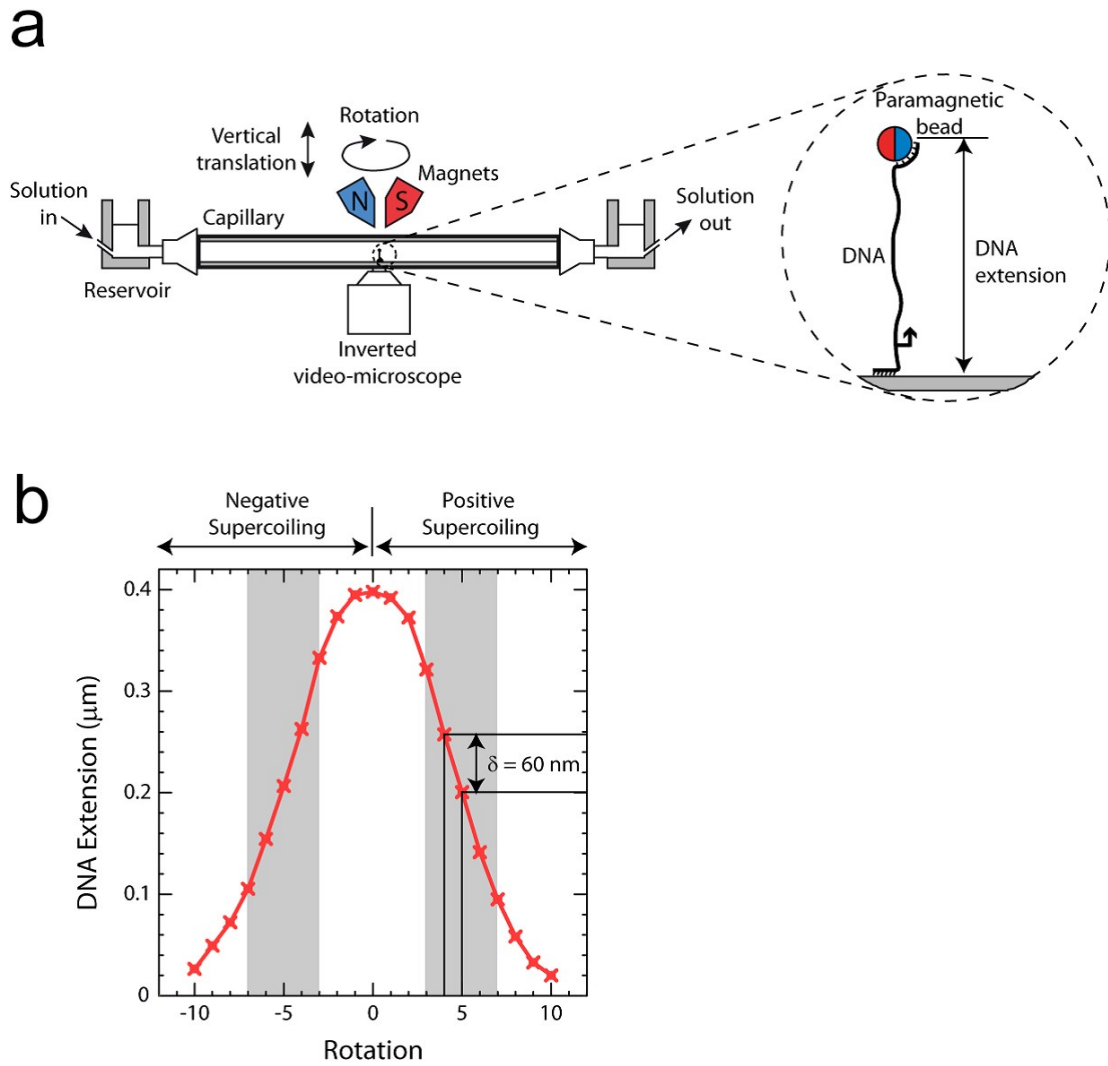 a
Rotation
Vertical
translation
Magnets
N S
Solution
in
Capillary
Solution
out
Reservoir
Inverted
video-microscope
Paramagnetic
bead
DNA
DNA
extension
b
Negative
Supercoiling
Positive
Supercoiling
0.4
0.3
0.2
0.1
0
δ = 60 nm
DNA Extension (μm)
-10 -5 0 5 10
Rotation